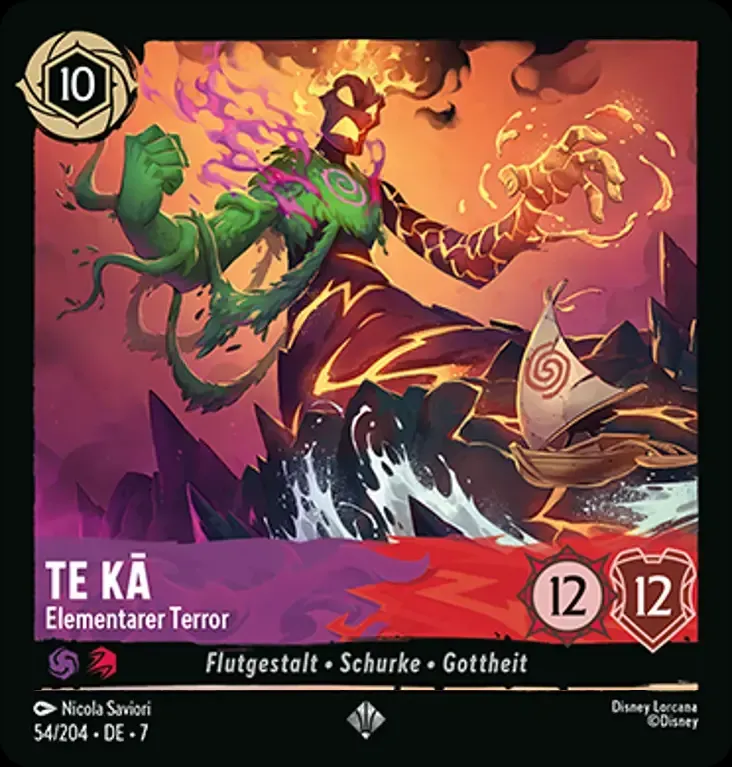 10
TE KĀ
Elementarer Terror
12
12
Flutgestalt • Schurke • Gottheit
Nicola Saviori
Disney Lorcana
54/204 • DE • 7
©Disney